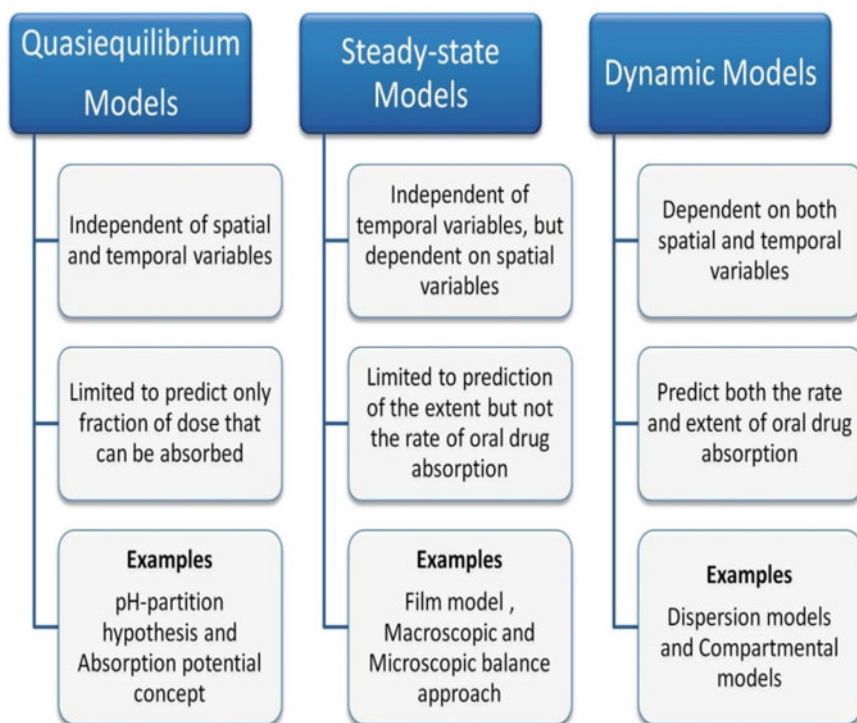 Quasiequilibrium
Models
Independent of spatial
and temporal variables
Limited to predict only
fraction of dose that
can be absorbed
Examples
pH-partition
hypothesis and
Absorption potential
concept
Steady-state
Models
Independent of
temporal variables, but
dependent on spatial
variables
Limited to prediction
of the extent but not
the rate of oral drug
absorption
Examples
Film model ,
Macroscopic and
Microscopic balance
approach
Dynamic Models
Dependent on both
spatial and temporal
variables
Predict both the rate
and extent of oral drug
absorption
Examples
Dispersion models
and Compartmental
models